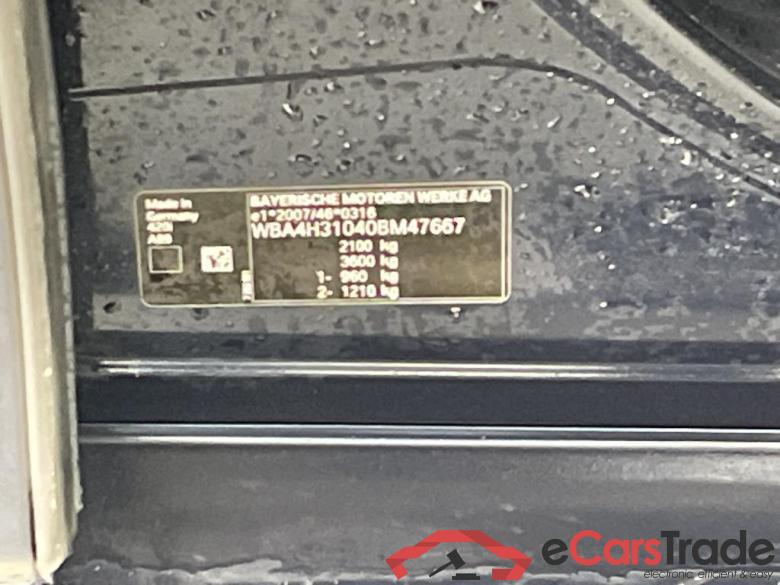 Made in
Germany
420i
BAYERISCHE MOTOREN WERKE AG
e1*2007/46*0316
WBA4H31040BM47667
2100 kg
3600 kg
1- 960 kg
2- 1210 kg
eCarsTrade
electronic, efficient & easy